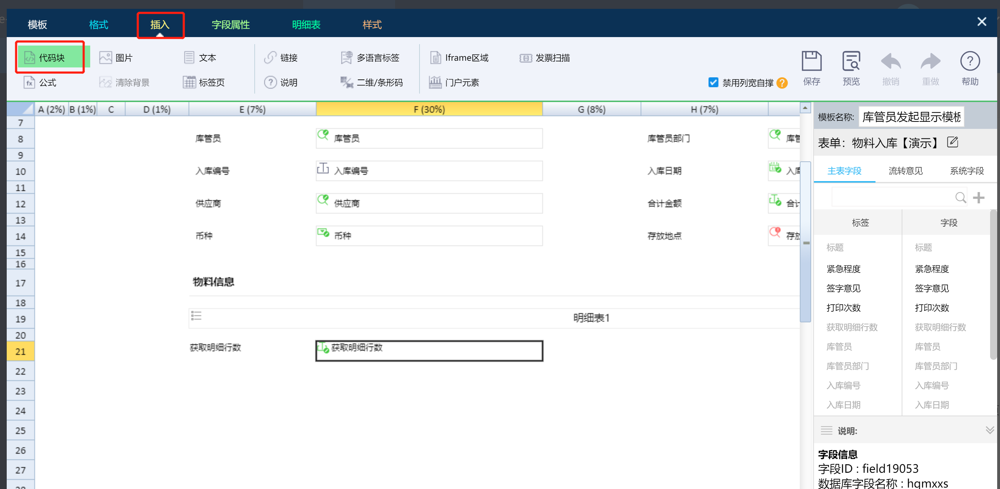 模板 格式 插入 字段属性 明细表 样式
代码块 图片 文本 链接 多语言标签 Iframe区域 发票扫描
公式 清除背景 标签页 说明 二维/条形码 门户元素
禁用列宽自撑 ? 保存 预览 撤销 重做 帮助
A (2%) B (1%) C D (1%) E (7%) F (30%) G (8%) H (7%)
7
8 库管员 库管员 库管员部门 库管
9
10 入库编号 入库编号 入库日期 入库
11
12 供应商 供应商 合计金额 合计
13
14 币种 币种 存放地点 存放
15
16
17 物料信息
18
19 明细表1
20
21 获取明细行数 获取明细行数
22
23
24
25
26
27
28
模板名称: 库管员发起显示模板
表单：物料入库【演示】
主表字段 流转意见 系统字段
标签 字段
标题 标题
紧急程度 紧急程度
签字意见 签字意见
打印次数 打印次数
获取明细行数 获取明细行数
库管员 库管员
库管员部门 库管员部门
入库编号 入库编号
入库日期 入库日期
说明:
字段信息
字段ID : field19053
数据库字段名称 : hqmxxs